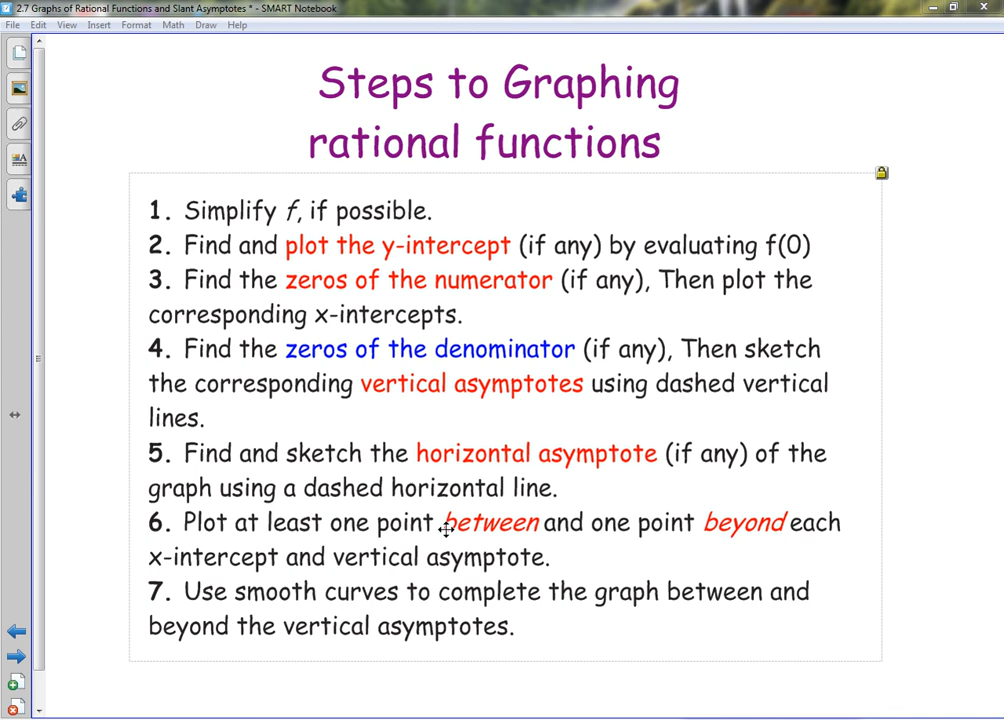 2.7 Graphs of Rational Functions and Slant Asymptotes * - SMART Notebook
File Edit View Insert Format Math Draw Help
Steps to Graphing
rational functions
1. Simplify f, if possible.
2. Find and plot the y-intercept (if any) by evaluating f(0)
3. Find the zeros of the numerator (if any), Then plot the
corresponding x-intercepts.
4. Find the zeros of the denominator (if any), Then sketch
the corresponding vertical asymptotes using dashed vertical
lines.
5. Find and sketch the horizontal asymptote (if any) of the
graph using a dashed horizontal line.
6. Plot at least one point between and one point beyond each
x-intercept and vertical asymptote.
7. Use smooth curves to complete the graph between and
beyond the vertical asymptotes.